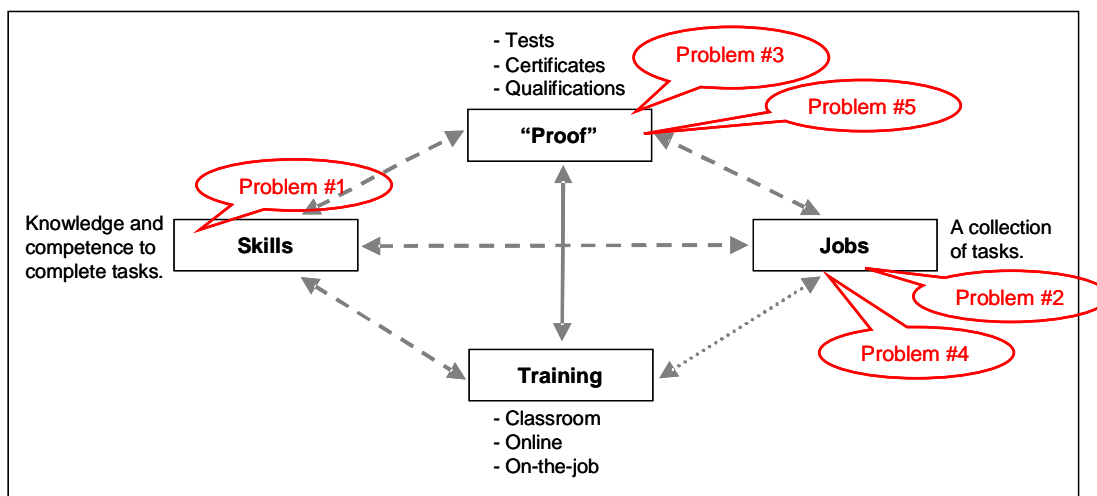 - Tests
- Certificates
- Qualifications
Problem #3
Problem #5
“Proof”
Problem #1
Knowledge and
competence to
complete tasks.
Skills
Jobs
A collection
of tasks.
Problem #2
Problem #4
Training
- Classroom
- Online
- On-the-job